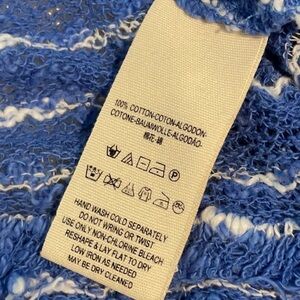 100% COTTON-COTON-ALGODON-
COTONE-BAUMWOLLE-ALGODÃO-
棉花-綿
P
HAND WASH COLD SEPARATELY
DO NOT WRING OR TWIST
USE ONLY NON-CHLORINE BLEACH
RESHAPE & LAY FLAT TO DRY
LOW IRON AS NEEDED
MAY BE DRY CLEANED